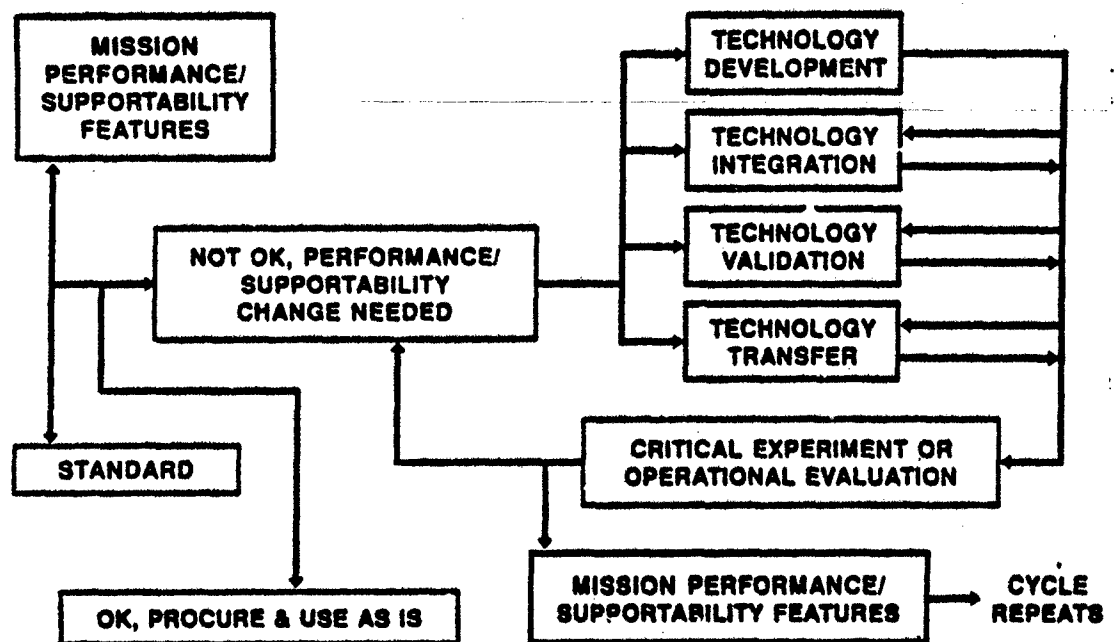 MISSION
PERFORMANCE/
SUPPORTABILITY
FEATURES
TECHNOLOGY
DEVELOPMENT
TECHNOLOGY
INTEGRATION
NOT OK, PERFORMANCE/
SUPPORTABILITY
CHANGE NEEDED
TECHNOLOGY
VALIDATION
TECHNOLOGY
TRANSFER
STANDARD
CRITICAL EXPERIMENT OR
OPERATIONAL EVALUATION
OK, PROCURE & USE AS IS
MISSION PERFORMANCE/
SUPPORTABILITY FEATURES
CYCLE
REPEATS